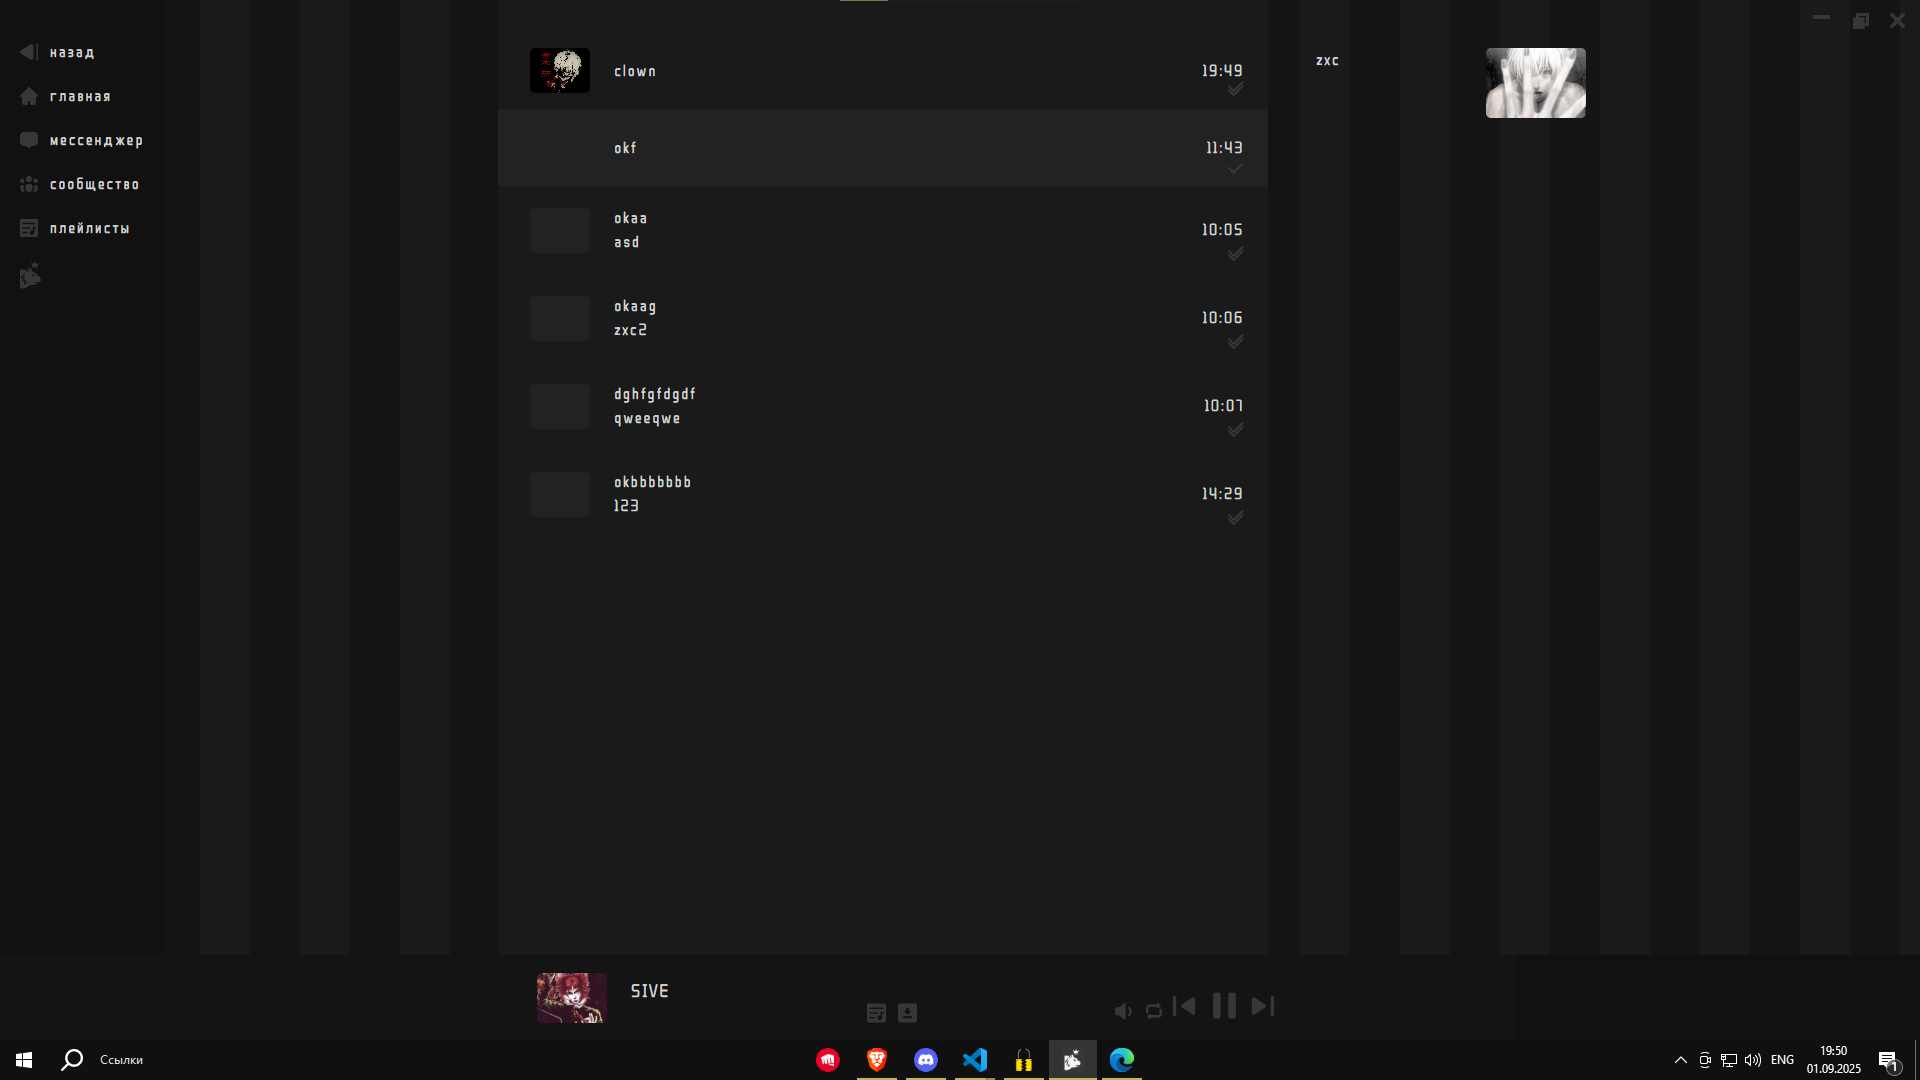 назад
главная
мессенджер
сообщество
плейлисты
clown
19:49
okf
11:43
okaa
asd
10:05
okaag
zxc2
10:06
dghfgfdgdf
qweeqwe
10:07
okbbbbbbb
123
14:29
zxc
SIVE
Ссылки
ENG
19:50
01.09.2025
1